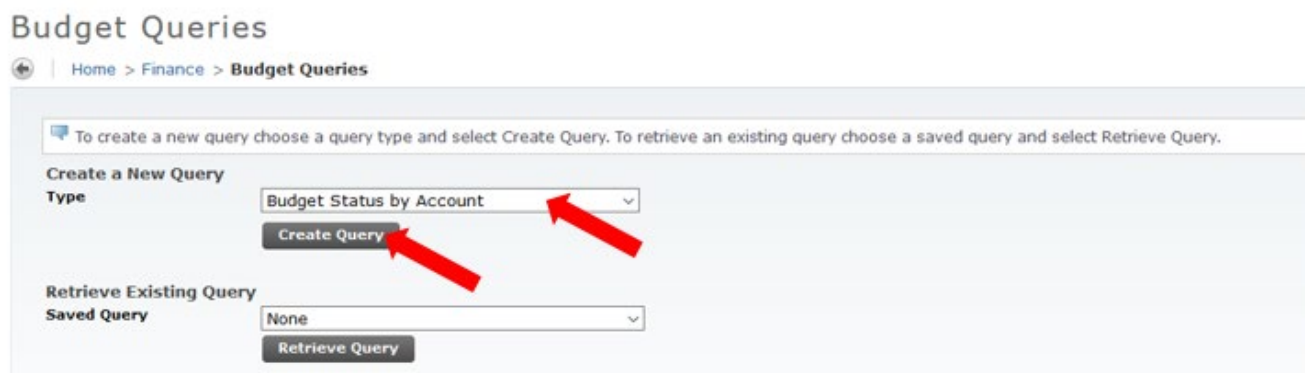 Budget Queries
Home > Finance > Budget Queries
To create a new query choose a query type and select Create Query. To retrieve an existing query choose a saved query and select Retrieve Query.
Create a New Query
Type Budget Status by Account
Create Query
Retrieve Existing Query
Saved Query None
Retrieve Query